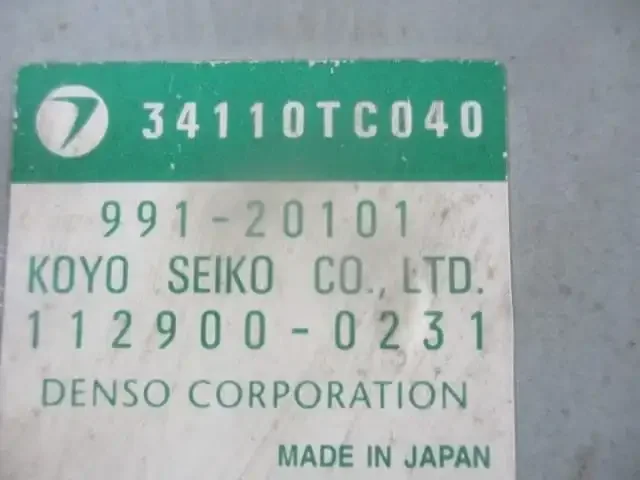 34110TC040
991-20101
KOYO SEIKO CO., LTD.
112900-0231
DENSO CORPORATION
MADE IN JAPAN